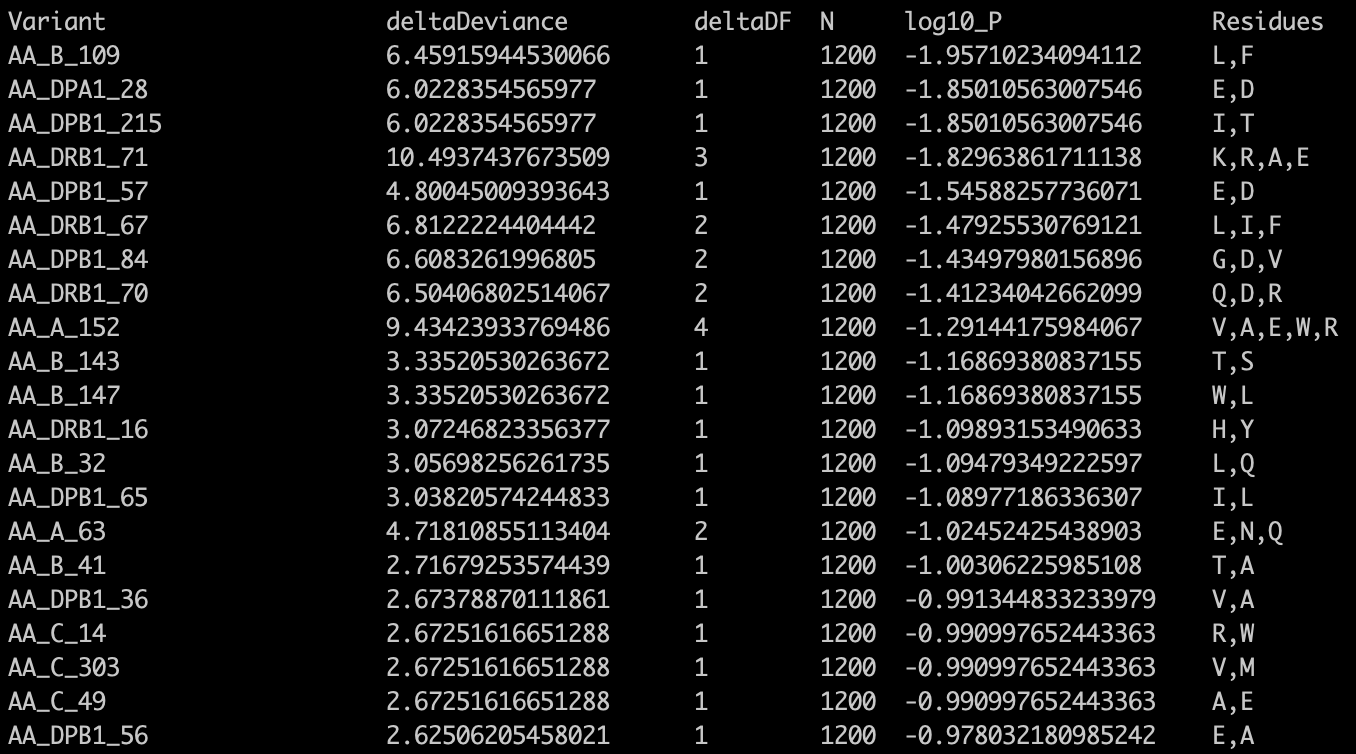 Variant deltaDeviance deltaDF N log10_P Residues
AA_B_109 6.45915944530066 1 1200 -1.95710234094112 L,F
AA_DPA1_28 6.0228354565977 1 1200 -1.85010563007546 E,D
AA_DPB1_215 6.0228354565977 1 1200 -1.85010563007546 I,T
AA_DRB1_71 10.4937437673509 3 1200 -1.82963861711138 K,R,A,E
AA_DPB1_57 4.80045009393643 1 1200 -1.54588257736071 E,D
AA_DRB1_67 6.8122224404442 2 1200 -1.47925530769121 L,I,F
AA_DPB1_84 6.6083261996805 2 1200 -1.43497980156896 G,D,V
AA_DRB1_70 6.50406802514067 2 1200 -1.41234042662099 Q,D,R
AA_A_152 9.43423933769486 4 1200 -1.29144175984067 V,A,E,W,R
AA_B_143 3.33520530263672 1 1200 -1.16869380837155 T,S
AA_B_147 3.33520530263672 1 1200 -1.16869380837155 W,L
AA_DRB1_16 3.07246823356377 1 1200 -1.09893153490633 H,Y
AA_B_32 3.05698256261735 1 1200 -1.09479349222597 L,Q
AA_DPB1_65 3.03820574244833 1 1200 -1.08977186336307 I,L
AA_A_63 4.71810855113404 2 1200 -1.02452425438903 E,N,Q
AA_B_41 2.71679253574439 1 1200 -1.00306225985108 T,A
AA_DPB1_36 2.67378870111861 1 1200 -0.991344833233979 V,A
AA_C_14 2.67251616651288 1 1200 -0.990997652443363 R,W
AA_C_303 2.67251616651288 1 1200 -0.990997652443363 V,M
AA_C_49 2.67251616651288 1 1200 -0.990997652443363 A,E
AA_DPB1_56 2.62506205458021 1 1200 -0.978032180985242 E,A